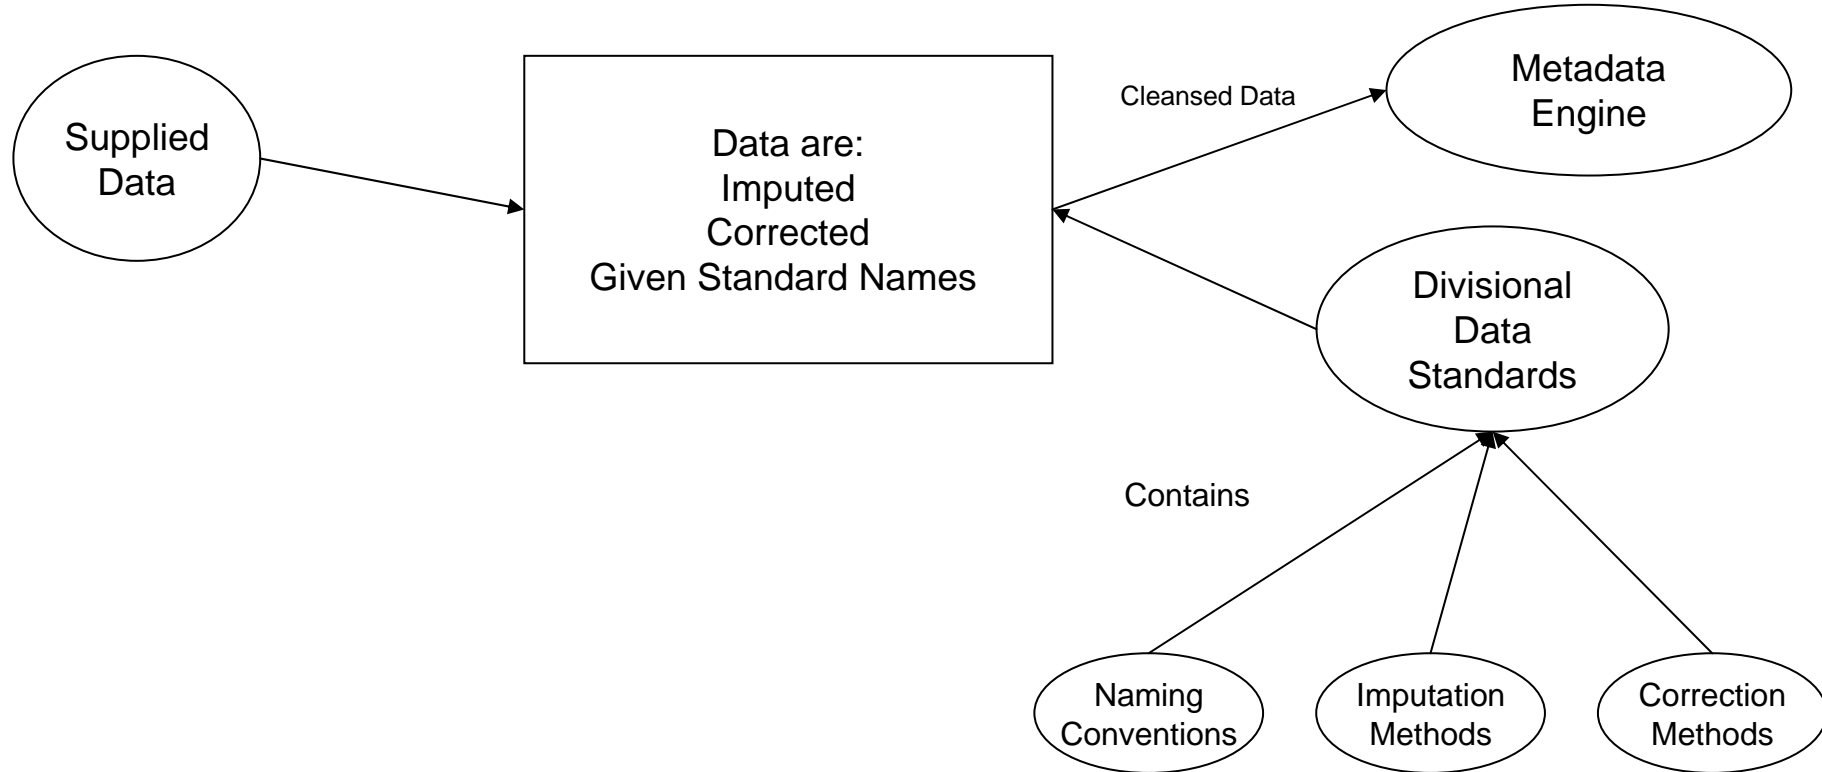 Supplied
Data
Data are:
Imputed
Corrected
Given Standard Names
Cleansed Data
Metadata
Engine
Divisional
Data
Standards
Contains
Naming
Conventions
Imputation
Methods
Correction
Methods